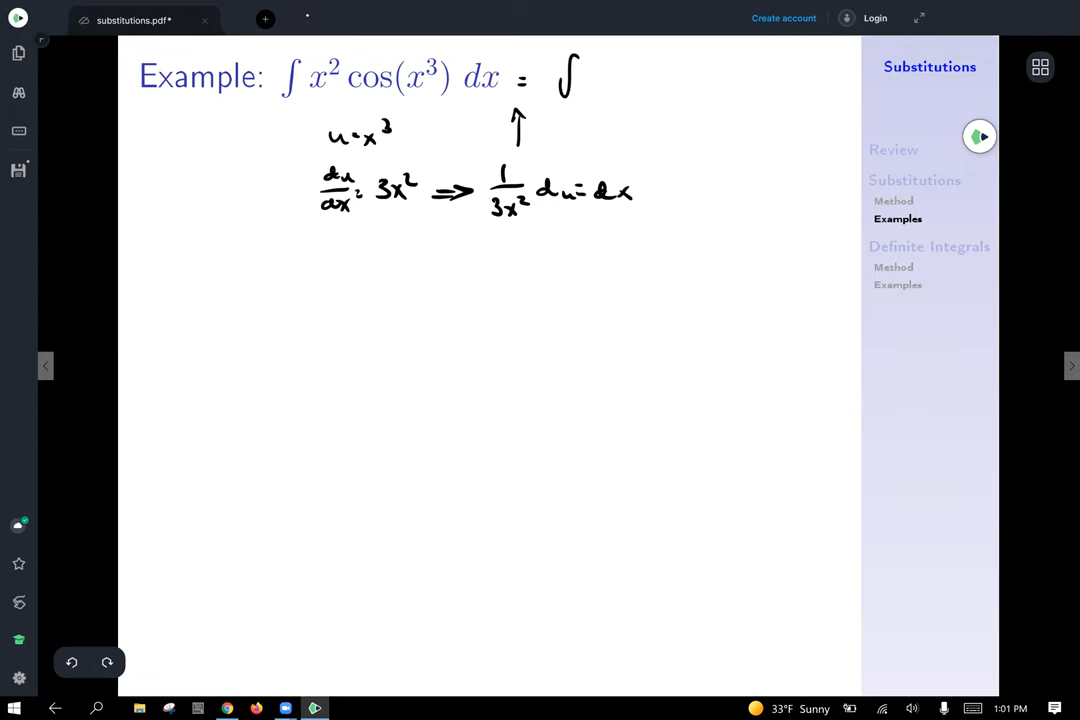 substitutions.pdf*
Create account
Login
Example: ∫ x² cos(x³) dx = ∫
Substitutions
u = x³
du/dx = 3x² ⇒ 1/3x² du = dx
Review
Substitutions
Method
Examples
Definite Integrals
Method
Examples
33°F Sunny
1:01 PM